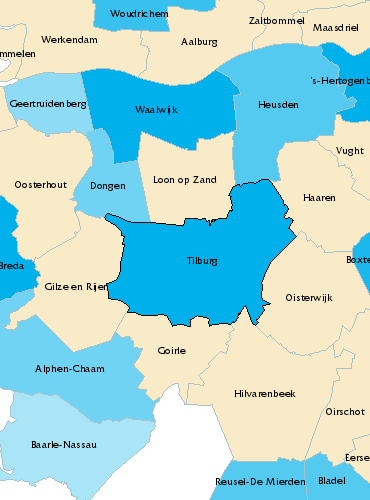 Woudrichem
Zaltbommel
Maasdriel
Werkendam
Aalburg
mmelen
's-Hertogenb
Geertruidenberg
Waalwijk
Heusden
Vught
Oosterhout
Dongen
Loon op Zand
Haaren
Breda
Tilburg
Boxte
Gilze en Rijen
Oisterwijk
Goirle
Alphen-Chaam
Hilvarenbeek
Oirschot
Baarle-Nassau
Eerse
Reusel-De Mierden
Bladel